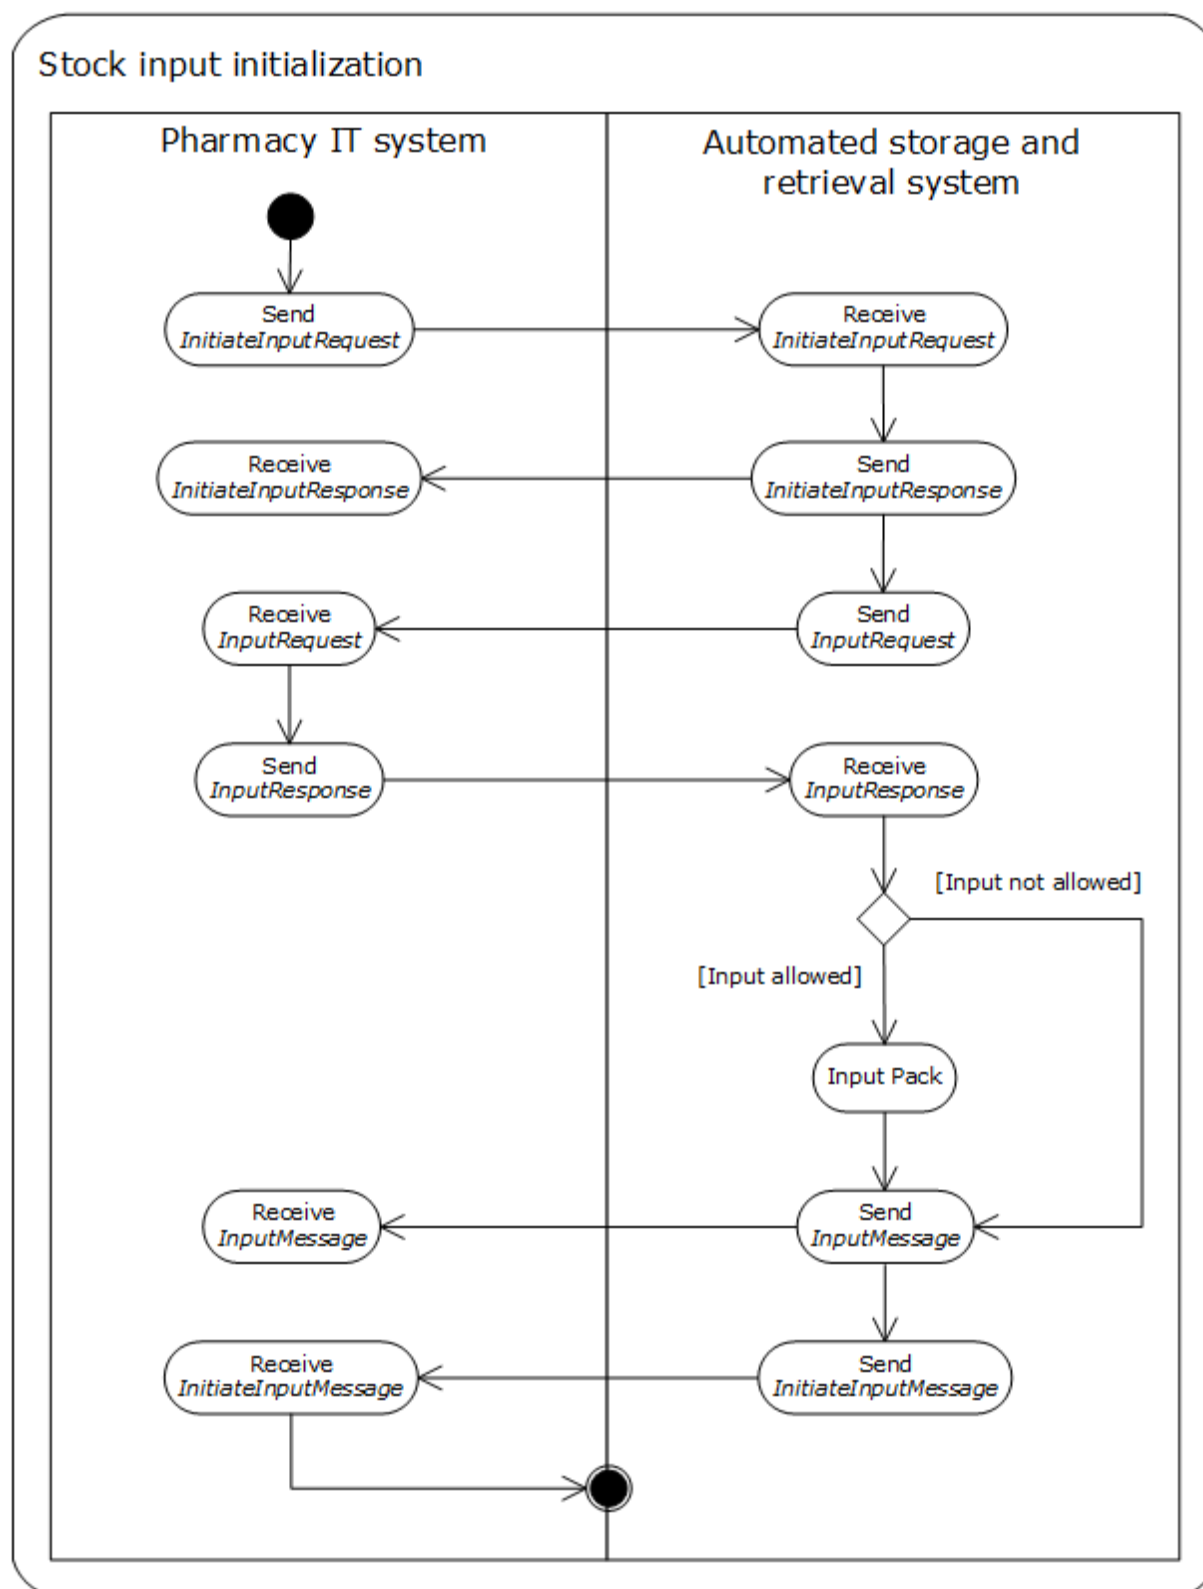 Stock input initialization
Pharmacy IT system
Automated storage and
retrieval system
Send
InitiateInputRequest
Receive
InitiateInputRequest
Receive
InitiateInputResponse
Send
InitiateInputResponse
Receive
InputRequest
Send
InputRequest
Send
InputResponse
Receive
InputResponse
[Input not allowed]
[Input allowed]
Input Pack
Receive
InputMessage
Send
InputMessage
Receive
InitiateInputMessage
Send
InitiateInputMessage